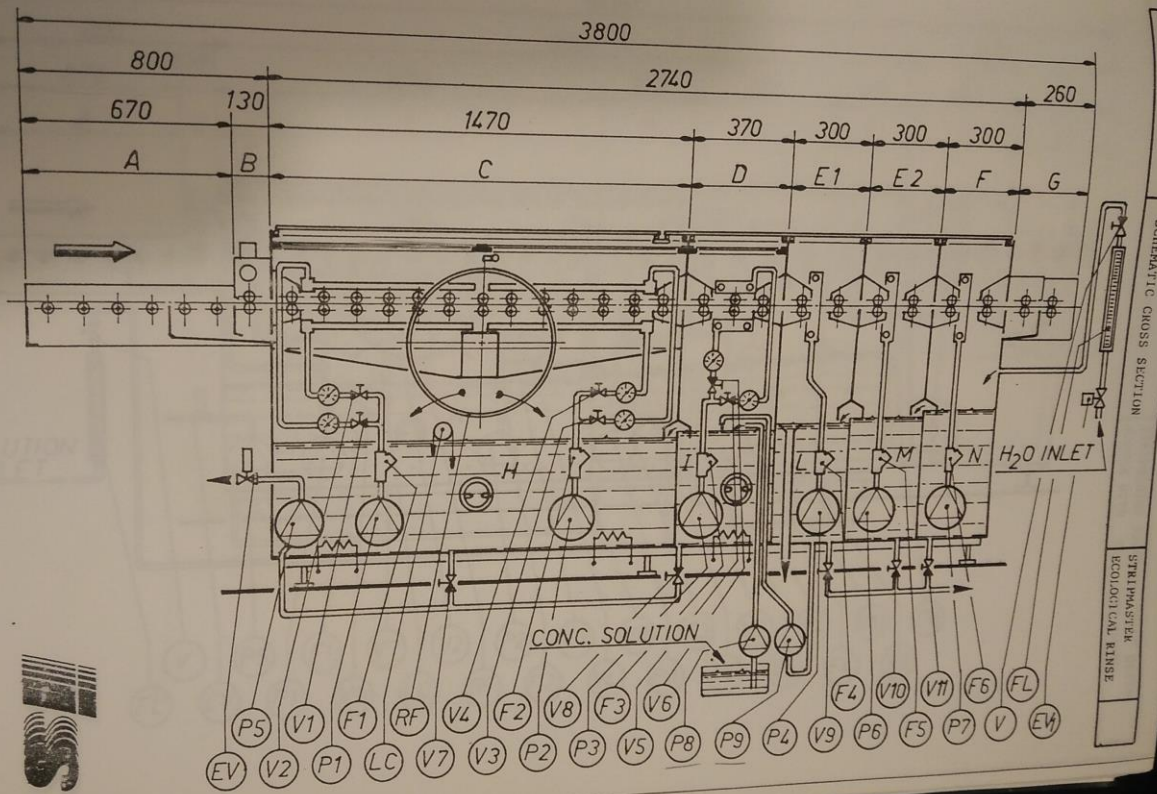 3800
800
2740
260
130
670
1470
370
300
300
300
A
B
C
D
E1
E2
F
G
H
I
L
M
N
H2O INLET
CONC. SOLUTION
P5
V1
F1
RF
V4
F2
V8
F3
V6
F4
V10
V11
F6
FL
EV
V2
P1
LC
V7
V3
P2
P3
V5
P8
P9
P4
V9
P6
F5
P7
V
EV1
SCHEMATIC CROSS SECTION
STRIPMASTER
ECOLOGICAL RINSE